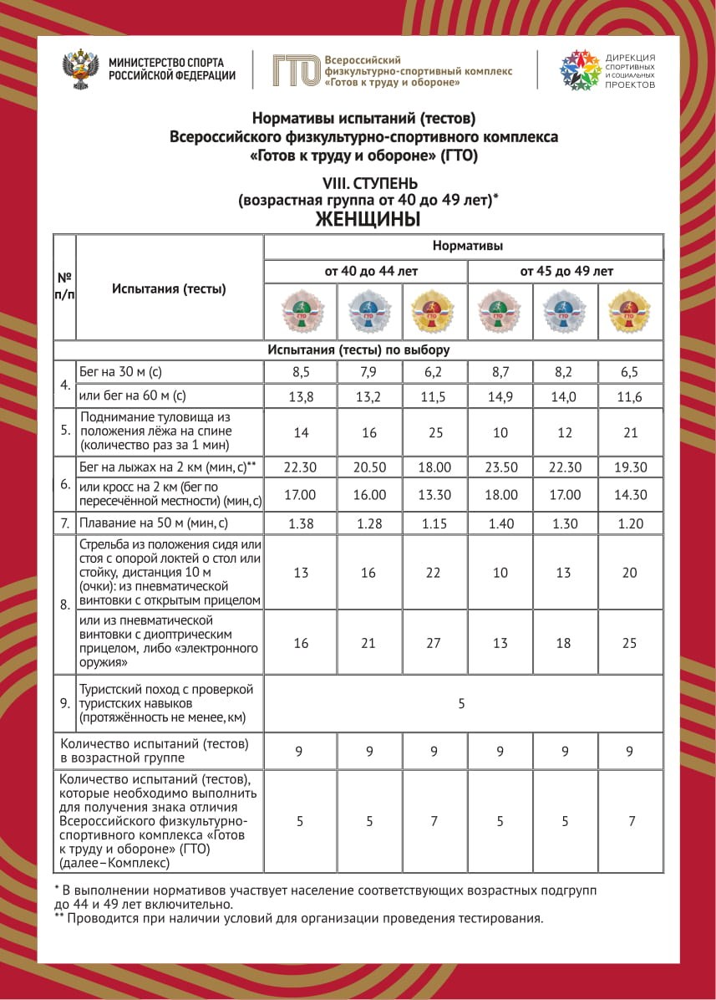 МИНИСТЕРСТВО СПОРТА
РОССИЙСКОЙ ФЕДЕРАЦИИ
ГТО
Всероссийский
физкультурно-спортивный комплекс
«Готов к труду и обороне»
ДИРЕКЦИЯ
СПОРТИВНЫХ
И СОЦИАЛЬНЫХ
ПРОЕКТОВ
Нормативы испытаний (тестов)
Всероссийского физкультурно-спортивного комплекса
«Готов к труду и обороне» (ГТО)
VIII. СТУПЕНЬ
(возрастная группа от 40 до 49 лет)*
ЖЕНЩИНЫ
№
п/п
Испытания (тесты)
Нормативы
от 40 до 44 лет
от 45 до 49 лет
ГТО ГТО ГТО ГТО ГТО ГТО
Испытания (тесты) по выбору
4.
Бег на 30 м (с) 8,5 7,9 6,2 8,7 8,2 6,5
или бег на 60 м (с) 13,8 13,2 11,5 14,9 14,0 11,6
5.
Поднимание туловища из
положения лёжа на спине
(количество раз за 1 мин)
14 16 25 10 12 21
6.
Бег на лыжах на 2 км (мин, с)** 22.30 20.50 18.00 23.50 22.30 19.30
или кросс на 2 км (бег по
пересечённой местности) (мин, с)
17.00 16.00 13.30 18.00 17.00 14.30
7. Плавание на 50 м (мин, с) 1.38 1.28 1.15 1.40 1.30 1.20
8.
Стрельба из положения сидя или
стоя с опорой локтей о стол или
стойку, дистанция 10 м
(очки): из пневматической
винтовки с открытым прицелом
13 16 22 10 13 20
или из пневматической
винтовки с диоптрическим
прицелом, либо «электронного
оружия»
16 21 27 13 18 25
9.
Туристский поход с проверкой
туристских навыков
(протяжённость не менее, км)
5
Количество испытаний (тестов)
в возрастной группе
9 9 9 9 9 9
Количество испытаний (тестов),
которые необходимо выполнить
для получения знака отличия
Всероссийского физкультурно-
спортивного комплекса «Готов
к труду и обороне» (ГТО)
(далее–Комплекс)
5 5 7 5 5 7
* В выполнении нормативов участвует население соответствующих возрастных подгрупп
до 44 и 49 лет включительно.
** Проводится при наличии условий для организации проведения тестирования.